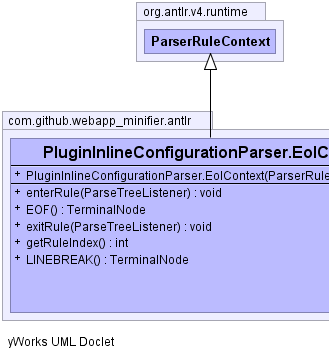 org.antlr.v4.runtime
ParserRuleContext
com.github.webapp_minifier.antlr
PluginInlineConfigurationParser.EolC
+ PluginInlineConfigurationParser.EolContext(ParserRule
+ enterRule(ParseTreeListener) : void
+ EOF() : TerminalNode
+ exitRule(ParseTreeListener) : void
+ getRuleIndex() : int
+ LINEBREAK() : TerminalNode
yWorks UML Doclet